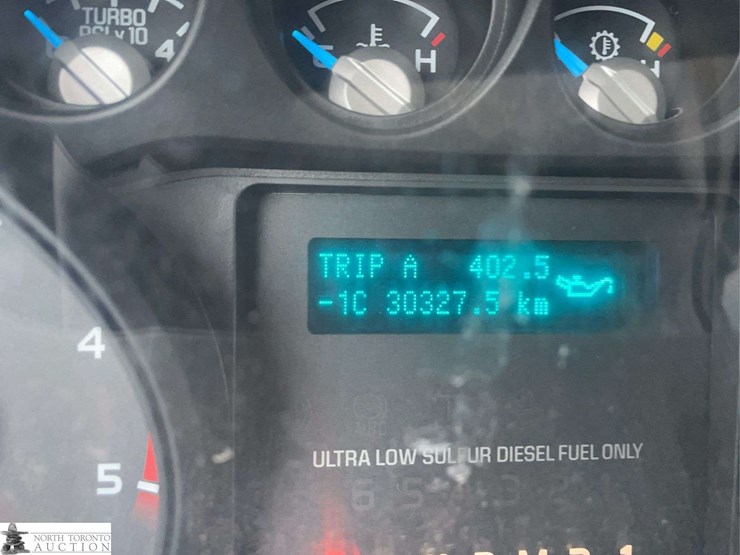 TURBO
PSI x 10
4
C H
H
TRIP A 402.5
-1C 30327.5 km
4
ULTRA LOW SULFUR DIESEL FUEL ONLY
5
NORTH TORONTO
AUCTION